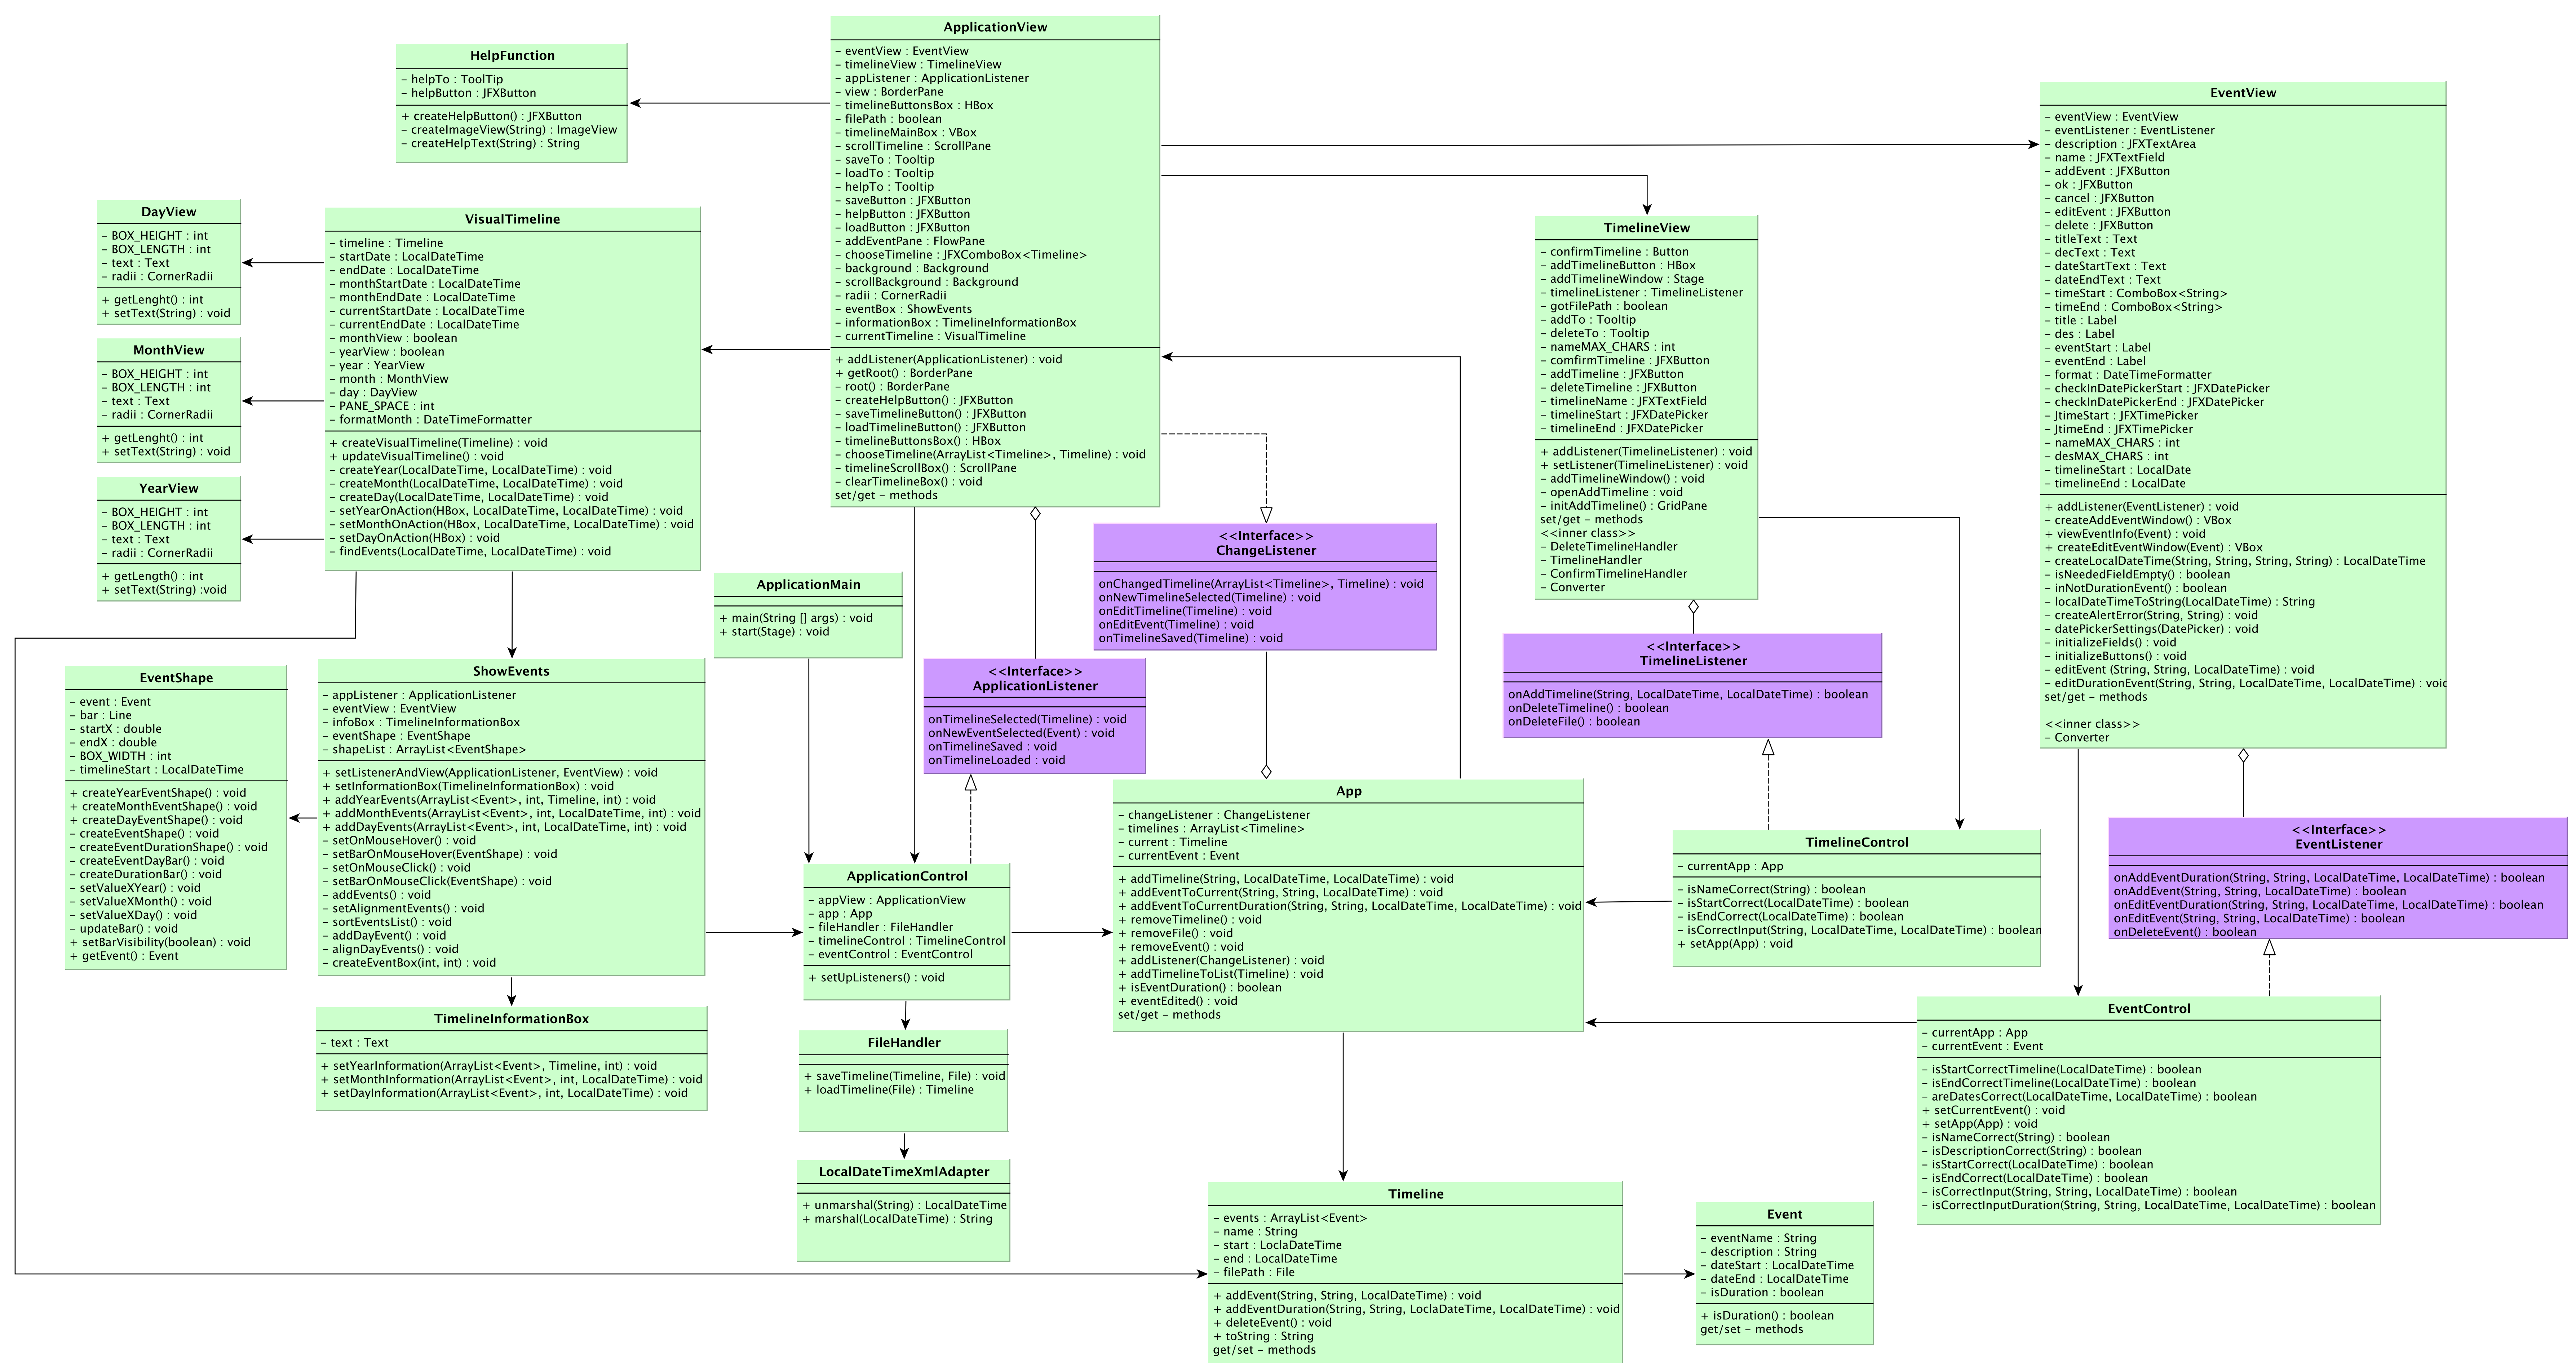 ApplicationView
– eventView : EventView
– timelineView : TimelineView
– appListener : ApplicationListener
– view : BorderPane
– timelineButtonsBox : HBox
– filePath : boolean
– timelineMainBox : VBox
– scrollTimeline : ScrollPane
– saveTo : Tooltip
– loadTo : Tooltip
– helpTo : Tooltip
– saveButton : JFXButton
– helpButton : JFXButton
– loadButton : JFXButton
– addEventPane : FlowPane
– chooseTimeline : JFXComboBox<Timeline>
– background : Background
– scrollBackground : Background
– radii : CornerRadii
– eventBox : ShowEvents
– informationBox : TimelineInformationBox
– currentTimeline : VisualTimeline
+ addListener(ApplicationListener) : void
+ getRoot() : BorderPane
– root() : BorderPane
– createHelpButton() : JFXButton
– saveTimelineButton() : JFXButton
– loadTimelineButton() : JFXButton
– timelineButtonsBox() : HBox
– chooseTimeline(ArrayList<Timeline>, Timeline) : void
– timelineScrollBox() : ScrollPane
– clearTimelineBox() : void
set/get – methods
HelpFunction
– helpTo : ToolTip
– helpButton : JFXButton
+ createHelpButton() : JFXButton
– createImageView(String) : ImageView
– createHelpText(String) : String
EventView
– eventView : EventView
– eventListener : EventListener
– description : JFXTextArea
– name : JFXTextField
– addEvent : JFXButton
– ok : JFXButton
– cancel : JFXButton
– editEvent : JFXButton
– delete : JFXButton
– titleText : Text
– decText : Text
– dateStartText : Text
– dateEndText : Text
– timeStart : ComboBox<String>
– timeEnd : ComboBox<String>
– title : Label
– des : Label
– eventStart : Label
– eventEnd : Label
– format : DateTimeFormatter
– checkInDatePickerStart : JFXDatePicker
– checkInDatePickerEnd : JFXDatePicker
– JtimeStart : JFXTimePicker
– JtimeEnd : JFXTimePicker
– nameMAX_CHARS : int
– desMAX_CHARS : int
– timelineStart : LocalDate
– timelineEnd : LocalDate
+ addListener(EventListener) : void
– createAddEventWindow() : VBox
+ viewEventInfo(Event) : void
+ createEditEventWindow(Event) : VBox
– createLocalDateTime(String, String, String, String) : LocalDateTime
– isNeededFieldEmpty() : boolean
– inNotDurationEvent() : boolean
– localDateTimeToString(LocalDateTime) : String
– createAlertError(String, String) : void
– datePickerSettings(DatePicker) : void
– initializeFields() : void
– initializeButtons() : void
– editEvent (String, String, LocalDateTime) : void
– editDurationEvent(String, String, LocalDateTime, LocalDateTime) : void
set/get – methods
<<inner class>>
– Converter
DayView
– BOX_HEIGHT : int
– BOX_LENGTH : int
– text : Text
– radii : CornerRadii
+ getLenght() : int
+ setText(String) : void
MonthView
– BOX_HEIGHT : int
– BOX_LENGTH : int
– text : Text
– radii : CornerRadii
+ getLenght() : int
+ setText(String) : void
YearView
– BOX_HEIGHT : int
– BOX_LENGTH : int
– text : Text
– radii : CornerRadii
+ getLength() : int
+ setText(String) :void
VisualTimeline
– timeline : Timeline
– startDate : LocalDateTime
– endDate : LocalDateTime
– monthStartDate : LocalDateTime
– monthEndDate : LocalDateTime
– currentStartDate : LocalDateTime
– currentEndDate : LocalDateTime
– monthView : boolean
– yearView : boolean
– year : YearView
– month : MonthView
– day : DayView
– PANE_SPACE : int
– formatMonth : DateTimeFormatter
+ createVisualTimeline(Timeline) : void
+ updateVisualTimeline() : void
– createYear(LocalDateTime, LocalDateTime) : void
– createMonth(LocalDateTime, LocalDateTime) : void
– createDay(LocalDateTime, LocalDateTime) : void
– setYearOnAction(HBox, LocalDateTime, LocalDateTime) : void
– setMonthOnAction(HBox, LocalDateTime, LocalDateTime) : void
– setDayOnAction(HBox) : void
– findEvents(LocalDateTime, LocalDateTime) : void
TimelineView
– confirmTimeline : Button
– addTimelineButton : HBox
– addTimelineWindow : Stage
– timelineListener : TimelineListener
– gotFilePath : boolean
– addTo : Tooltip
– deleteTo : Tooltip
– nameMAX_CHARS : int
– comfirmTimeline : JFXButton
– addTimeline : JFXButton
– deleteTimeline : JFXButton
– timelineName : JFXTextField
– timelineStart : JFXDatePicker
– timelineEnd : JFXDatePicker
+ addListener(TimelineListener) : void
+ setListener(TimelineListener) : void
– addTimelineWindow() : void
– openAddTimeline : void
– initAddTimeline() : GridPane
set/get – methods
<<inner class>>
– DeleteTimelineHandler
– TimelineHandler
– ConfirmTimelineHandler
– Converter
<<Interface>>
ChangeListener
onChangedTimeline(ArrayList<Timeline>, Timeline) : void
onNewTimelineSelected(Timeline) : void
onEditTimeline(Timeline) : void
onEditEvent(Timeline) : void
onTimelineSaved(Timeline) : void
ApplicationMain
+ main(String [] args) : void
+ start(Stage) : void
<<Interface>>
ApplicationListener
onTimelineSelected(Timeline) : void
onNewEventSelected(Event) : void
onTimelineSaved : void
onTimelineLoaded : void
<<Interface>>
TimelineListener
onAddTimeline(String, LocalDateTime, LocalDateTime) : boolean
onDeleteTimeline() : boolean
onDeleteFile() : boolean
EventShape
– event : Event
– bar : Line
– startX : double
– endX : double
– BOX_WIDTH : int
– timelineStart : LocalDateTime
+ createYearEventShape() : void
+ createMonthEventShape() : void
+ createDayEventShape() : void
– createEventShape() : void
– createEventDurationShape() : void
– createEventDayBar() : void
– createDurationBar() : void
– setValueXYear() : void
– setValueXMonth() : void
– setValueXDay() : void
– updateBar() : void
+ setBarVisibility(boolean) : void
+ getEvent() : Event
ShowEvents
– appListener : ApplicationListener
– eventView : EventView
– infoBox : TimelineInformationBox
– eventShape : EventShape
– shapeList : ArrayList<EventShape>
+ setListenerAndView(ApplicationListener, EventView) : void
+ setInformationBox(TimelineInformationBox) : void
+ addYearEvents(ArrayList<Event>, int, Timeline, int) : void
+ addMonthEvents(ArrayList<Event>, int, LocalDateTime, int) : void
+ addDayEvents(ArrayList<Event>, int, LocalDateTime, int) : void
– setOnMouseHover() : void
– setBarOnMouseHover(EventShape) : void
– setOnMouseClick() : void
– setBarOnMouseClick(EventShape) : void
– addEvents() : void
– setAlignmentEvents() : void
– sortEventsList() : void
– addDayEvent() : void
– alignDayEvents() : void
– createEventBox(int, int) : void
App
– changeListener : ChangeListener
– timelines : ArrayList<Timeline>
– current : Timeline
– currentEvent : Event
+ addTimeline(String, LocalDateTime, LocalDateTime) : void
+ addEventToCurrent(String, String, LocalDateTime) : void
+ addEventToCurrentDuration(String, String, LocalDateTime, LocalDateTime) : void
+ removeTimeline() : void
+ removeFile() : void
+ removeEvent() : void
+ addListener(ChangeListener) : void
+ addTimelineToList(Timeline) : void
+ isEventDuration() : boolean
+ eventEdited() : void
set/get – methods
TimelineControl
– currentApp : App
– isNameCorrect(String) : boolean
– isStartCorrect(LocalDateTime) : boolean
– isEndCorrect(LocalDateTime) : boolean
– isCorrectInput(String, LocalDateTime, LocalDateTime) : boolean
+ setApp(App) : void
<<Interface>>
EventListener
onAddEventDuration(String, String, LocalDateTime, LocalDateTime) : boolean
onAddEvent(String, String, LocalDateTime) : boolean
onEditEventDuration(String, String, LocalDateTime, LocalDateTime) : boolean
onEditEvent(String, String, LocalDateTime) : boolean
onDeleteEvent() : boolean
ApplicationControl
– appView : ApplicationView
– app : App
– fileHandler : FileHandler
– timelineControl : TimelineControl
– eventControl : EventControl
+ setUpListeners() : void
TimelineInformationBox
– text : Text
+ setYearInformation(ArrayList<Event>, Timeline, int) : void
+ setMonthInformation(ArrayList<Event>, int, LocalDateTime) : void
+ setDayInformation(ArrayList<Event>, int, LocalDateTime) : void
FileHandler
+ saveTimeline(Timeline, File) : void
+ loadTimeline(File) : Timeline
EventControl
– currentApp : App
– currentEvent : Event
– isStartCorrectTimeline(LocalDateTime) : boolean
– isEndCorrectTimeline(LocalDateTime) : boolean
– areDatesCorrect(LocalDateTime, LocalDateTime) : boolean
+ setCurrentEvent() : void
+ setApp(App) : void
– isNameCorrect(String) : boolean
– isDescriptionCorrect(String) : boolean
– isStartCorrect(LocalDateTime) : boolean
– isEndCorrect(LocalDateTime) : boolean
– isCorrectInput(String, String, LocalDateTime) : boolean
– isCorrectInputDuration(String, String, LocalDateTime, LocalDateTime) : boolean
LocalDateTimeXmlAdapter
+ unmarshal(String) : LocalDateTime
+ marshal(LocalDateTime) : String
Timeline
– events : ArrayList<Event>
– name : String
– start : LoclaDateTime
– end : LocalDateTime
– filePath : File
+ addEvent(String, String, LocalDateTime) : void
+ addEventDuration(String, String, LoclaDateTime, LocalDateTime) : void
+ deleteEvent() : void
+ toString : String
get/set – methods
Event
– eventName : String
– description : String
– dateStart : LocalDateTime
– dateEnd : LocalDateTime
– isDuration : boolean
+ isDuration() : boolean
get/set – methods